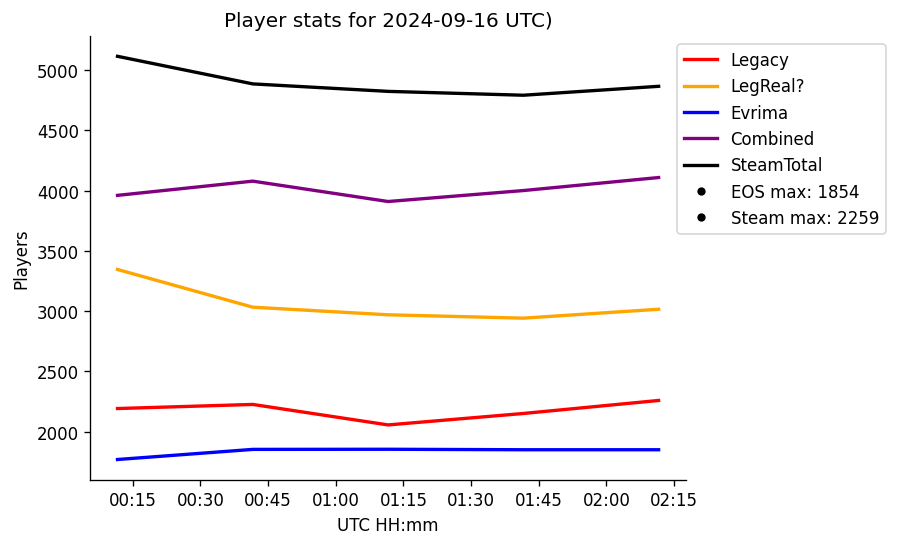 Player stats for 2024-09-16 UTC)
Legacy
LegReal?
Evrima
Combined
SteamTotal
EOS max: 1854
Steam max: 2259
Players
5000
4500
4000
3500
3000
2500
2000
00:15 00:30 00:45 01:00 01:15 01:30 01:45 02:00 02:15
UTC HH:mm